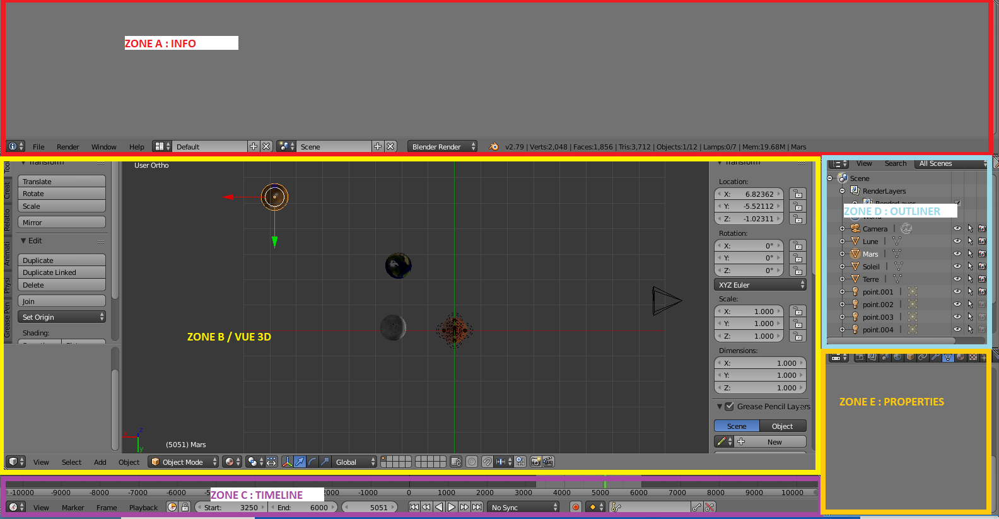 ZONE A : INFO
File Render Window Help Default Scene Blender Render v2.79 | Verts:2,048 | Faces:1,856 | Tris:3,712 | Objects:1/12 | Lamps:0/7 | Mem:19.68M | Mars
Transform
Translate
Rotate
Scale
Mirror
Edit
Duplicate
Duplicate Linked
Delete
Join
Set Origin
Shading:
Tool
Creat
Relatio
Animati
Physi
Grease Pen
User Ortho
ZONE B / VUE 3D
x
z
y
(5051) Mars
Transform
Location:
X: 6.82362
Y: -5.52112
Z: -1.02311
Rotation:
X: 0°
Y: 0°
Z: 0°
XYZ Euler
Scale:
X: 1.000
Y: 1.000
Z: 1.000
Dimensions:
X: 1.000
Y: 1.000
Z: 1.000
Grease Pencil Layers
Scene Object
New
View Select Add Object Object Mode Global
View Search All Scenes
Scene
RenderLayers
RenderLayer
ZONE D : OUTLINER
World
Camera
Lune
Mars
Soleil
Terre
point.001
point.002
point.003
point.004
ZONE E : PROPERTIES
-10000 -9000 -8000 -7000 -6000 -2000 -1000 0 1000 2000 3000 4000 5000 6000 7000 8000 9000 10000
ZONE C : TIMELINE
View Marker Frame Playback Start: 3250 End: 6000 5051 No Sync